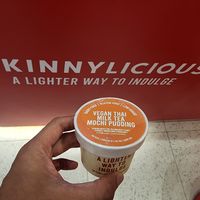 KINNYLICIOUS
A LIGHTER WAY TO INDULGE
VEGAN THAI
MILK TEA
MOCHI PUDDING
A LIGHTER
WAY TO
INDULGE